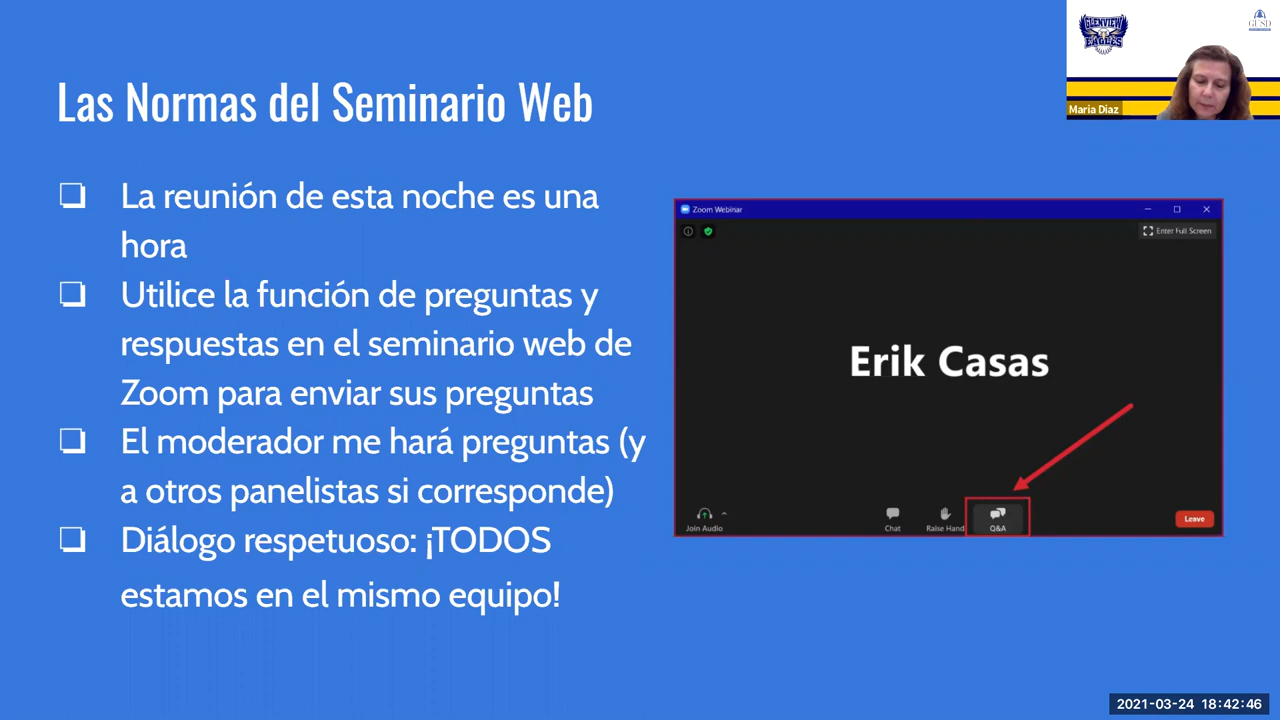 GLENVIEW
EAGLES
GUSD
Maria Diaz
Las Normas del Seminario Web
❏ La reunión de esta noche es una
hora
❏ Utilice la función de preguntas y
respuestas en el seminario web de
Zoom para enviar sus preguntas
❏ El moderador me hará preguntas (y
a otros panelistas si corresponde)
❏ Diálogo respetuoso: ¡TODOS
estamos en el mismo equipo!
Zoom Webinar
Enter Full Screen
Erik Casas
Join Audio
Chat
Raise Hand
Q&A
Leave
2021-03-24 18:42:46